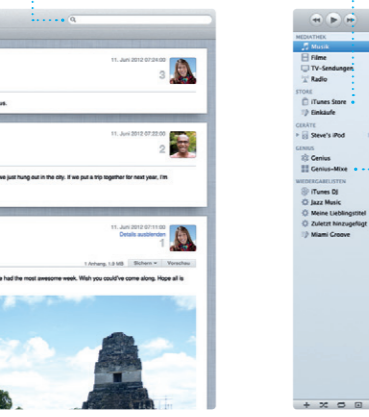 11. Juni 2012 07:24:00
3
us.
11. Juni 2012 07:22:00
2
ve just hung out in the city. If we put a trip together for next year, I'm
11. Juni 2012 07:11:00
Details ausblenden
1
1 Anhang, 1,8 MB Sichern Vorschau
e had the most awesome week. Wish you could've come along. Hope all is
MEDIATHEK
Musik
Filme
TV-Sendungen
Radio
STORE
iTunes Store
Einkäufe
GERÄTE
Steve's iPod
GENIUS
Genius
Genius-Mixe
WIEDERGABELISTEN
iTunes DJ
Jazz Music
Meine Lieblingstitel
Zuletzt hinzugefügt
Miami Groove